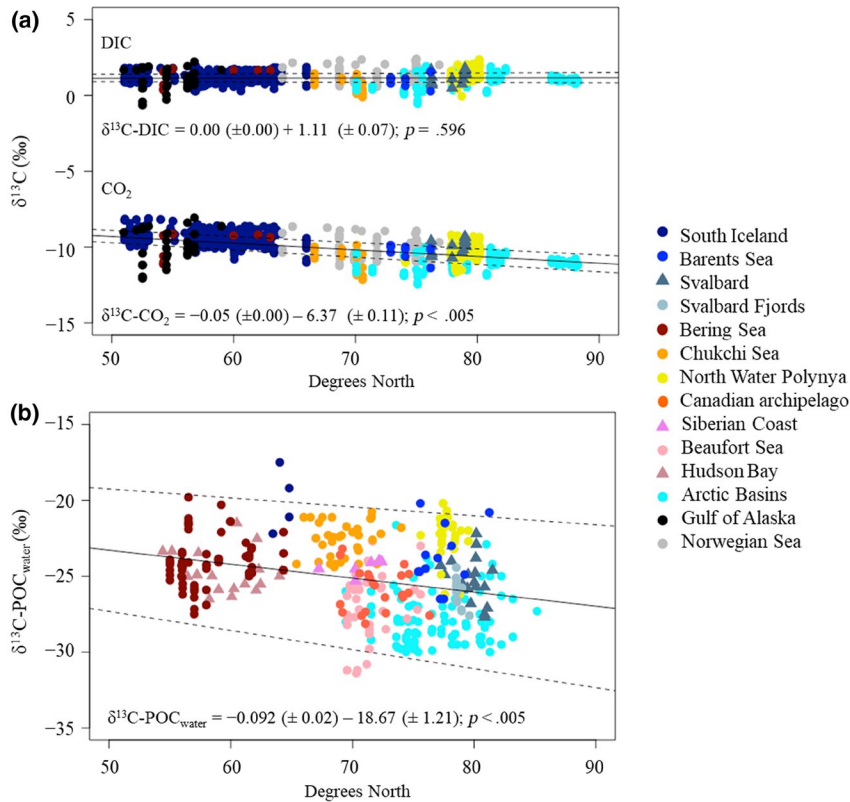 (a)
5
DIC
0
δ¹³C-DIC = 0.00 (±0.00) + 1.11 (± 0.07); p = .596
δ¹³C (‰)
−5
CO₂
−10
δ¹³C-CO₂ = −0.05 (±0.00) – 6.37 (± 0.11); p < .005
−15
50 60 70 80 90
Degrees North
(b)
−15
−20
δ¹³C-POCwater (‰)
−25
−30
δ¹³C-POCwater = −0.092 (± 0.02) – 18.67 (± 1.21); p <.005
−35
50 60 70 80 90
Degrees North
South Iceland
Barents Sea
Svalbard
Svalbard Fjords
Bering Sea
Chukchi Sea
North Water Polynya
Canadian archipelago
Siberian Coast
Beaufort Sea
Hudson Bay
Arctic Basins
Gulf of Alaska
Norwegian Sea